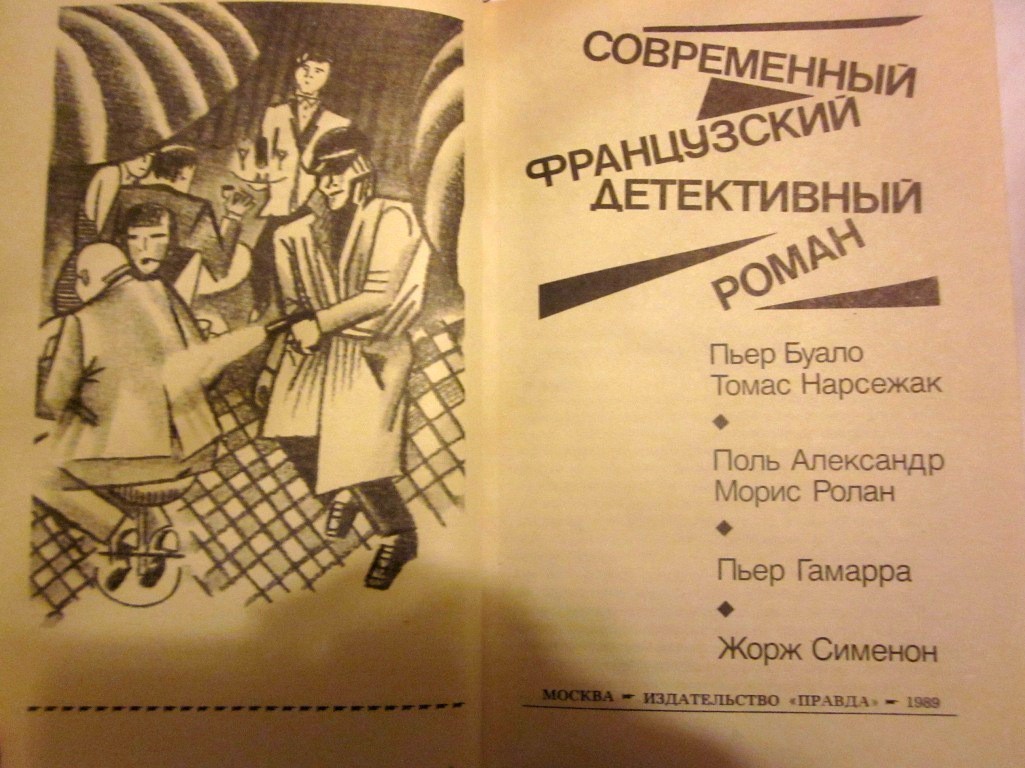 СОВРЕМЕННЫЙ
ФРАНЦУЗСКИЙ
ДЕТЕКТИВНЫЙ
РОМАН
Пьер Буало
Томас Нарсежак
Поль Александр
Морис Ролан
Пьер Гамарра
Жорж Сименон
МОСКВА ИЗДАТЕЛЬСТВО «ПРАВДА» 1989